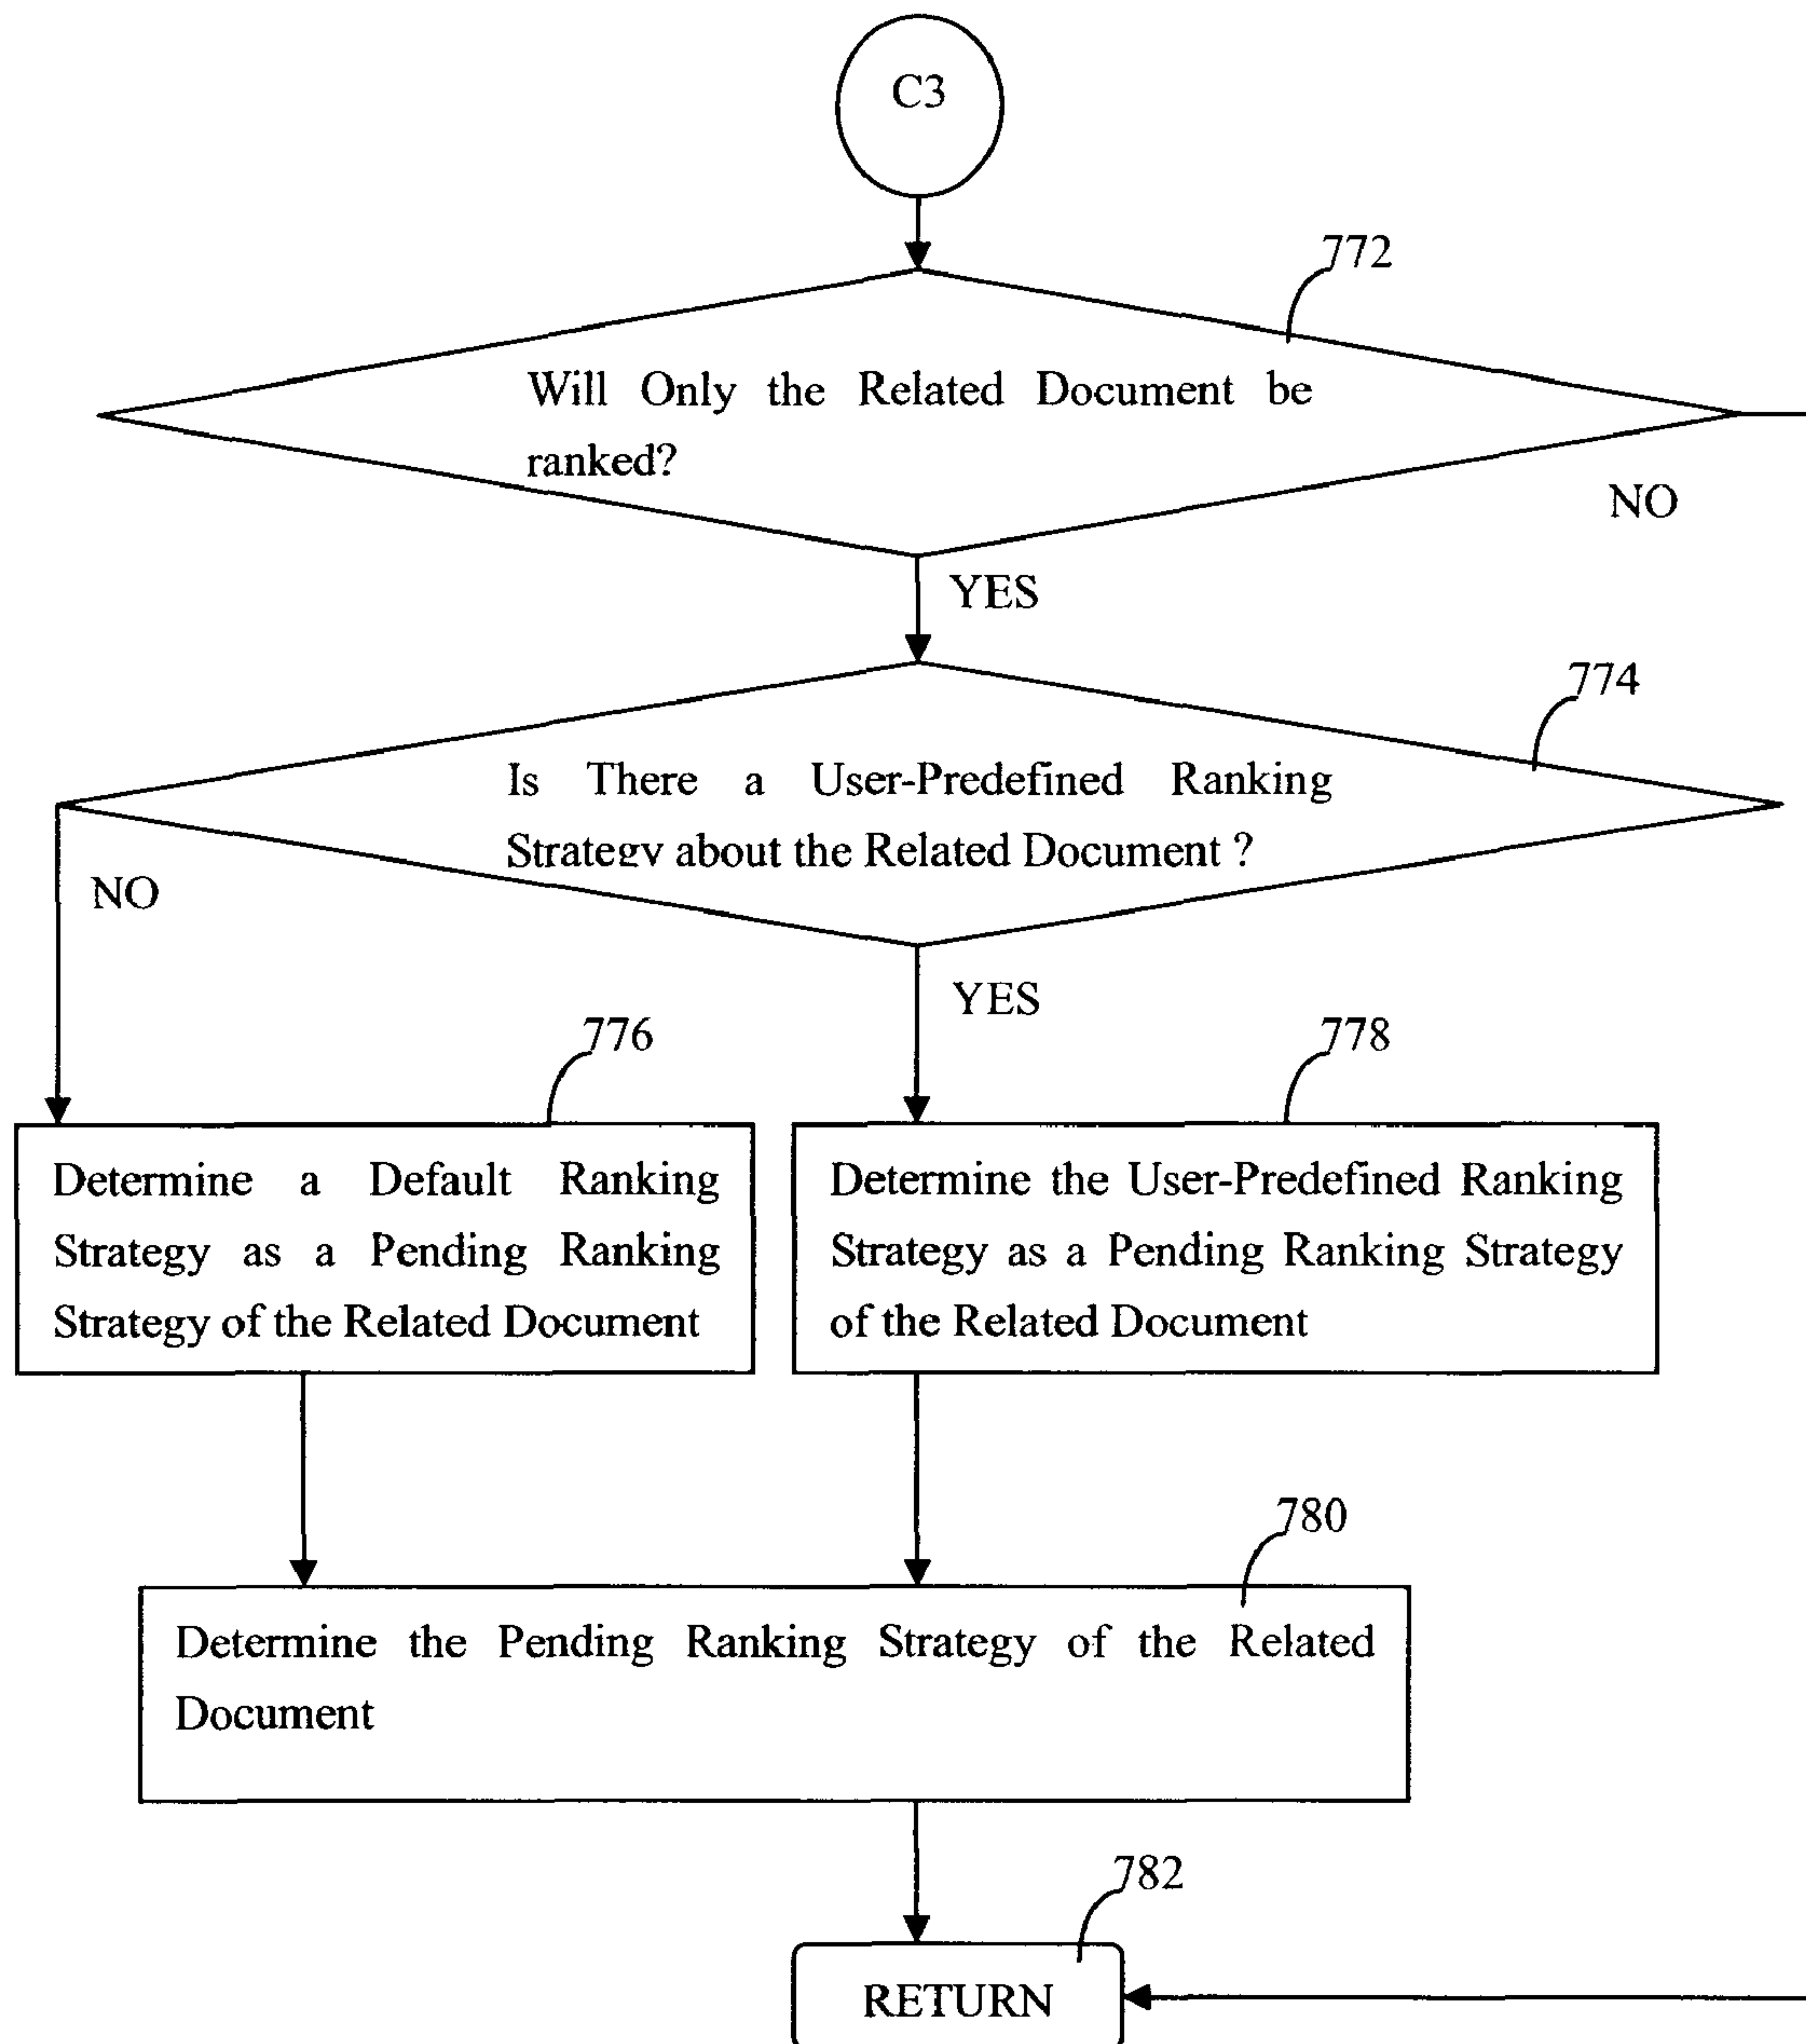 C3
772
Will Only the Related Document be
ranked?
NO
YES
774
Is There a User-Predefined Ranking
Strategy about the Related Document ?
NO
YES
776
778
Determine a Default Ranking
Strategy as a Pending Ranking
Strategy of the Related Document
Determine the User-Predefined Ranking
Strategy as a Pending Ranking Strategy
of the Related Document
780
Determine the Pending Ranking Strategy of the Related
Document
782
RETURN